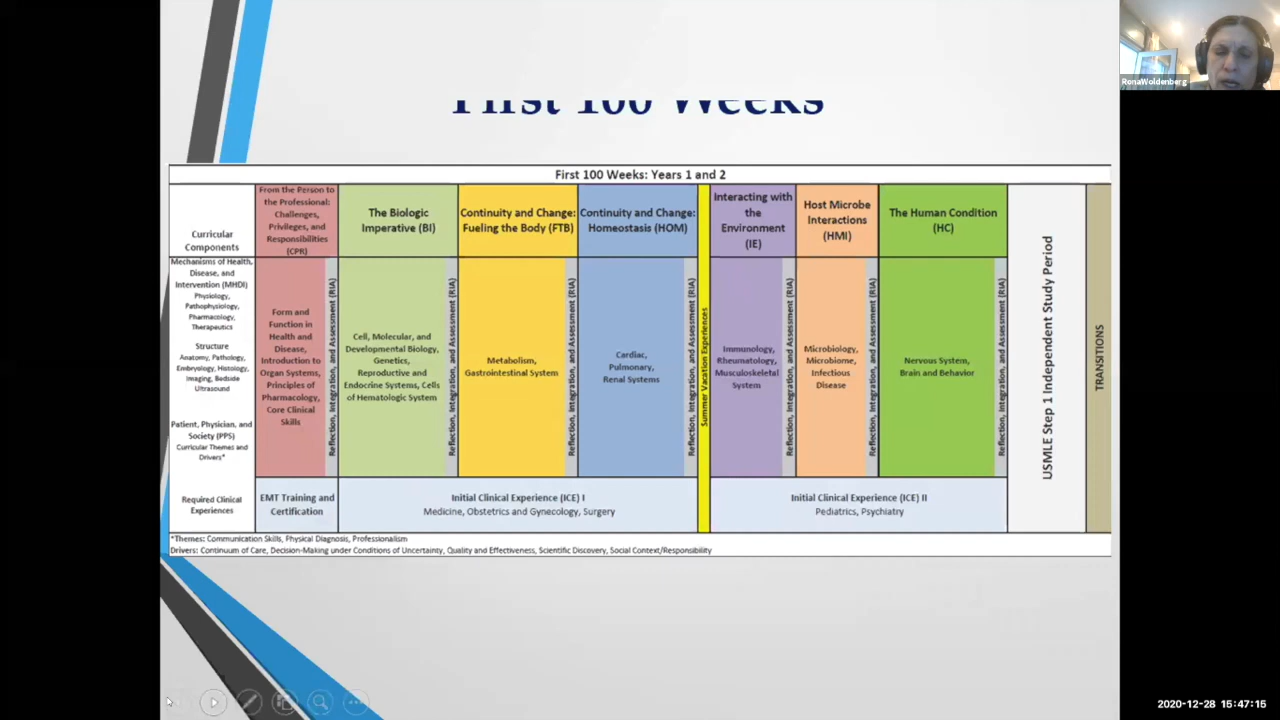 RenaWoldenberg
First 100 Weeks
First 100 Weeks: Years 1 and 2
Curricular
Components
From the Person to
the Professional:
Challenges,
Privileges, and
Responsibilities
(CPR)
The Biologic
Imperative (BI)
Continuity and Change:
Fueling the Body (FTB)
Continuity and Change:
Homeostasis (HOM)
Interacting with
the
Environment
(IE)
Host Microbe
Interactions
(HMI)
The Human Condition
(HC)
Mechanisms of Health,
Disease, and
Intervention (MHDI)
Physiology,
Pathophysiology,
Pharmacology,
Therapeutics
Structure
Anatomy, Pathology,
Embryology, Histology,
Imaging, Bedside
Ultrasound
Patient, Physician, and
Society (PPS)
Curricular Themes and
Drivers*
Form and
Function in
Health and
Disease,
Introduction to
Organ Systems,
Principles of
Pharmacology,
Core Clinical
Skills
Reflection, Integration, and Assessment (RIA)
Cell, Molecular, and
Developmental Biology,
Genetics,
Reproductive and
Endocrine Systems, Cells
of Hematologic System
Reflection, Integration, and Assessment (RIA)
Metabolism,
Gastrointestinal System
Reflection, Integration, and Assessment (RIA)
Cardiac,
Pulmonary,
Renal Systems
Reflection, Integration, and Assessment (RIA)
Summer Vacation Experiences
Immunology,
Rheumatology,
Musculoskeletal
System
Reflection, Integration, and Assessment (RIA)
Microbiology,
Microbiome,
Infectious
Disease
Reflection, Integration, and Assessment (RIA)
Nervous System,
Brain and Behavior
Reflection, Integration, and Assessment (RIA)
USMLE Step 1 Independent Study Period
TRANSITIONS
Required Clinical
Experiences
EMT Training and
Certification
Initial Clinical Experience (ICE) I
Medicine, Obstetrics and Gynecology, Surgery
Initial Clinical Experience (ICE) II
Pediatrics, Psychiatry
*Themes: Communication Skills, Physical Diagnosis, Professionalism
Drivers: Continuum of Care, Decision-Making under Conditions of Uncertainty, Quality and Effectiveness, Scientific Discovery, Social Context/Responsibility
2020-12-28 15:47:15